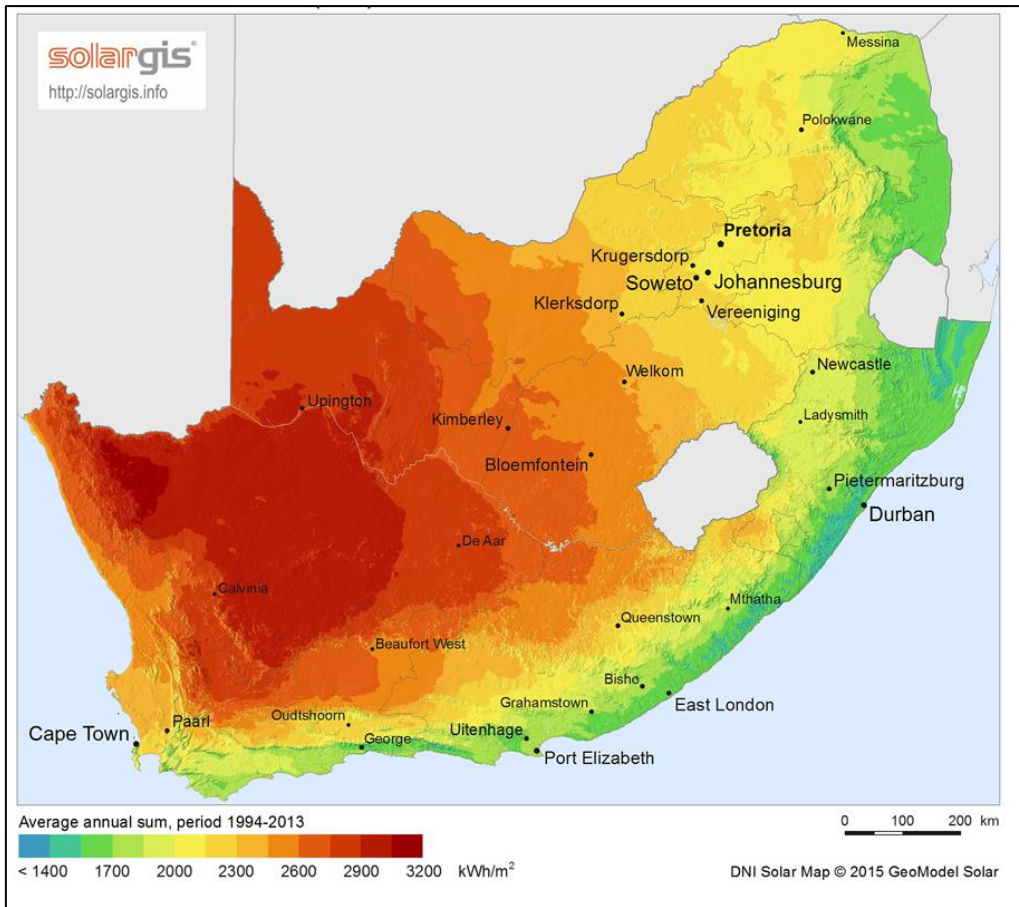 solargis®
http://solargis.info
Messina
Polokwane
Pretoria
Krugersdorp
Soweto
Johannesburg
Klerksdorp
Vereeniging
Welkom
Newcastle
Upington
Kimberley
Ladysmith
Bloemfontein
Pietermaritzburg
Durban
De Aar
Calvinia
Mthatha
Queenstown
Beaufort West
Bisho
East London
Grahamstown
Oudtshoorn
Paarl
Cape Town
George
Uitenhage
Port Elizabeth
Average annual sum, period 1994-2013
0 100 200 km
< 1400 1700 2000 2300 2600 2900 3200 kWh/m²
DNI Solar Map © 2015 GeoModel Solar